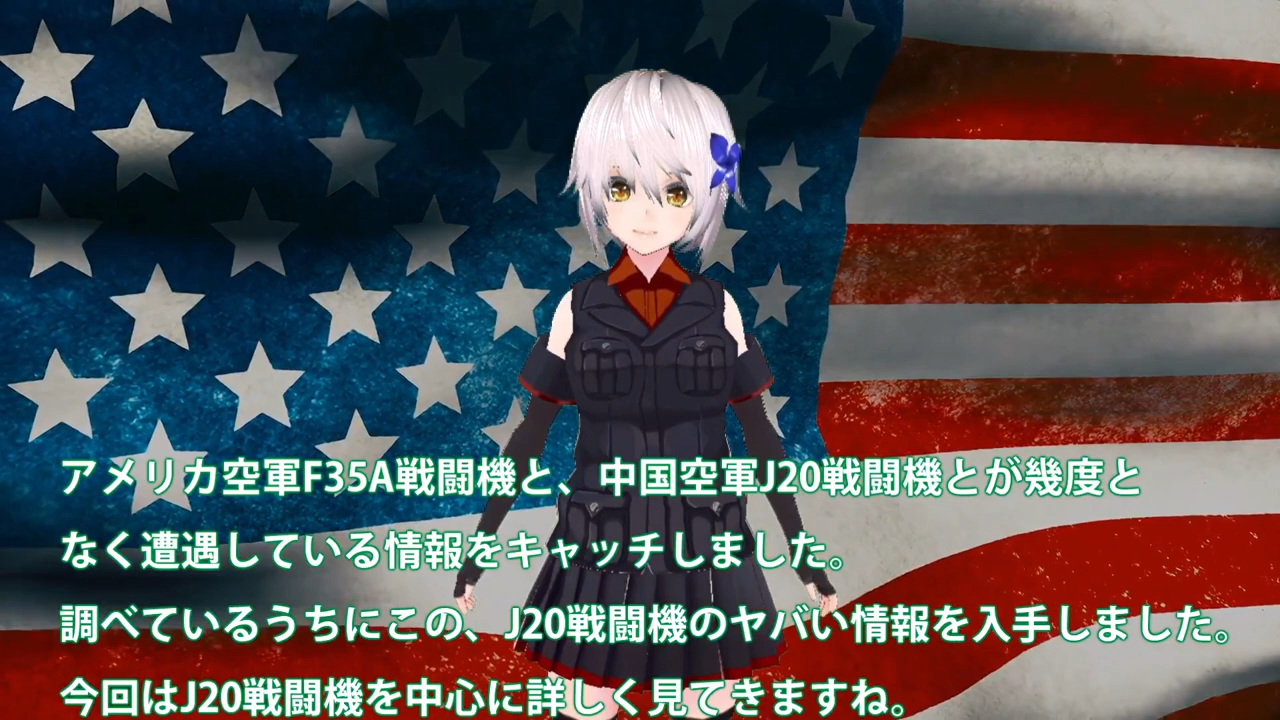 アメリカ空軍F35A戦闘機と、中国空軍J20戦闘機とが幾度と
なく遭遇している情報をキャッチしました。
調べているうちにこの、J20戦闘機のヤバい情報を入手しました。
今回はJ20戦闘機を中心に詳しく見てきますね。